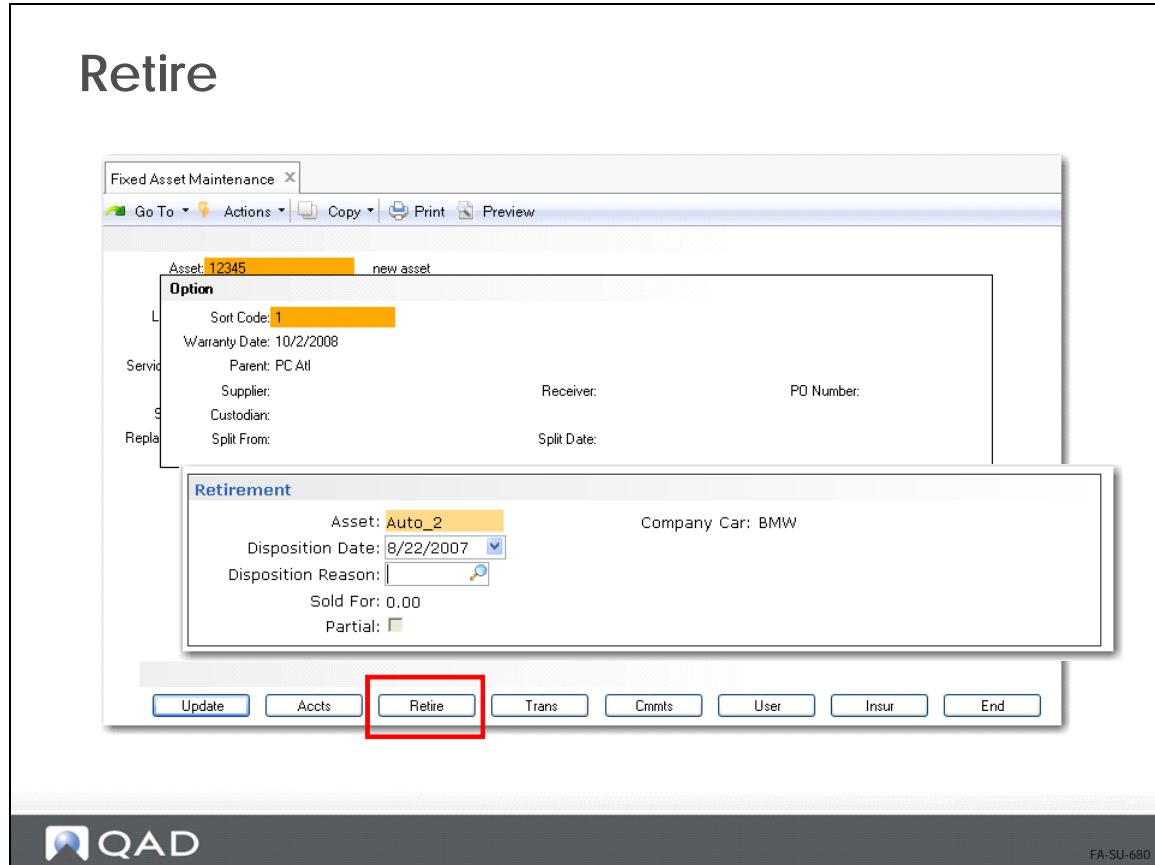 Retire
Fixed Asset Maintenance
Go To Actions Copy Print Preview
Asset: 12345 new asset
Option
L Sort Code: 1
Warranty Date: 10/2/2008
Servic Parent: PC Atl
Supplier: Receiver: PO Number:
S Custodian:
Repla Split From: Split Date:
Retirement
Asset: Auto_2 Company Car: BMW
Disposition Date: 8/22/2007
Disposition Reason:
Sold For: 0.00
Partial:
Update Accts Retire Trans Cmmts User Insur End
QAD
FA-SU-680